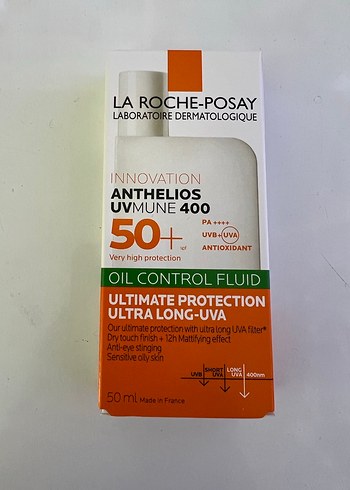 LA ROCHE-POSAY
LABORATOIRE DERMATOLOGIQUE
INNOVATION
ANTHELIOS
UVMUNE 400
50+
spf
Very high protection
PA ++++
UVB+UVA
ANTIOXIDANT
OIL CONTROL FLUID
ULTIMATE PROTECTION
ULTRA LONG-UVA
Our ultimate protection with ultra long UVA filter*
Dry touch finish + 12h Mattifying effect
Anti-eye stinging
Sensitive oily skin
UVB
SHORT UVA
LONG UVA
400nm
50 ml Made in France